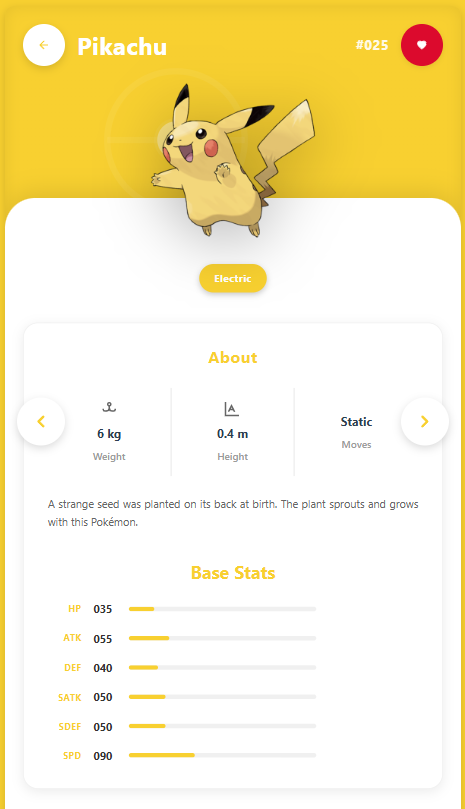 Pikachu
#025
Electric
About
6 kg
Weight
0.4 m
Height
Static
Moves
A strange seed was planted on its back at birth. The plant sprouts and grows
with this Pokémon.
Base Stats
HP 035
ATK 055
DEF 040
SATK 050
SDEF 050
SPD 090